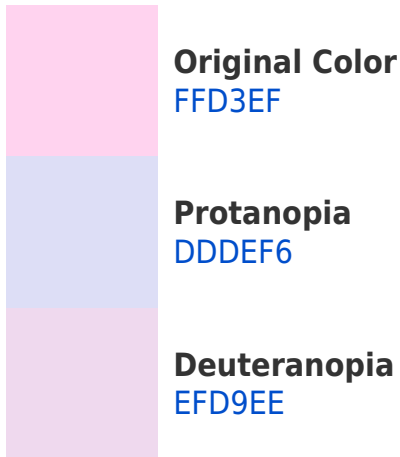 Original Color
FFD3EF
Protanopia
DDDEF6
Deuteranopia
EFD9EE